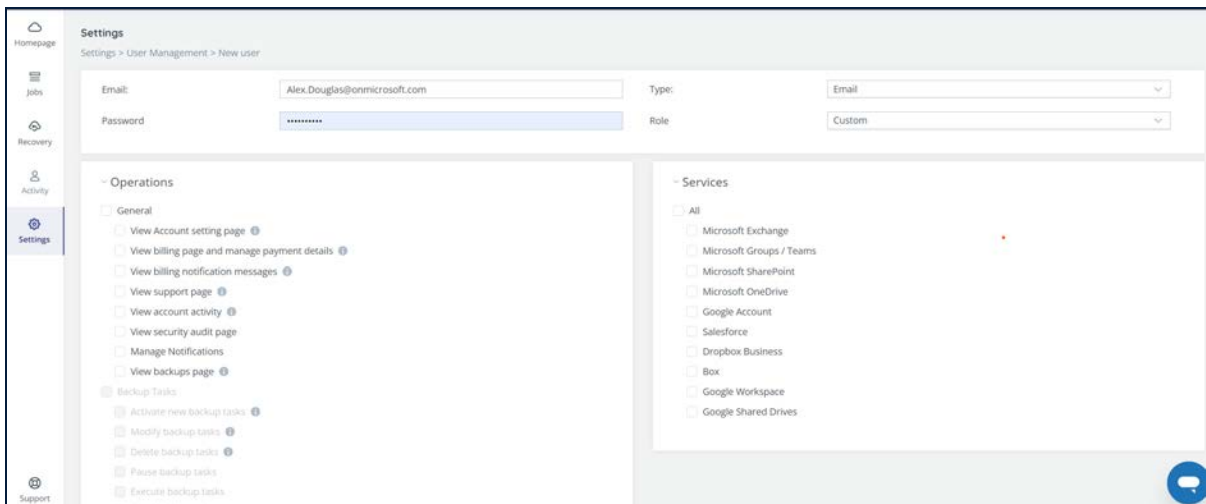 Homepage
Jobs
Recovery
Activity
Settings
Support
Settings
Settings > User Management > New user
Email:
Alex.Douglas@onmicrosoft.com
Type:
Email
Password
••••••••••
Role
Custom
Operations
General
View Account setting page
View billing page and manage payment details
View billing notification messages
View support page
View account activity
View security audit page
Manage Notifications
View backups page
Backup Tasks
Activate new backup tasks
Modify backup tasks
Delete backup tasks
Pause backup tasks
Execute backup tasks
Services
All
Microsoft Exchange
Microsoft Groups / Teams
Microsoft SharePoint
Microsoft OneDrive
Google Account
Salesforce
Dropbox Business
Box
Google Workspace
Google Shared Drives